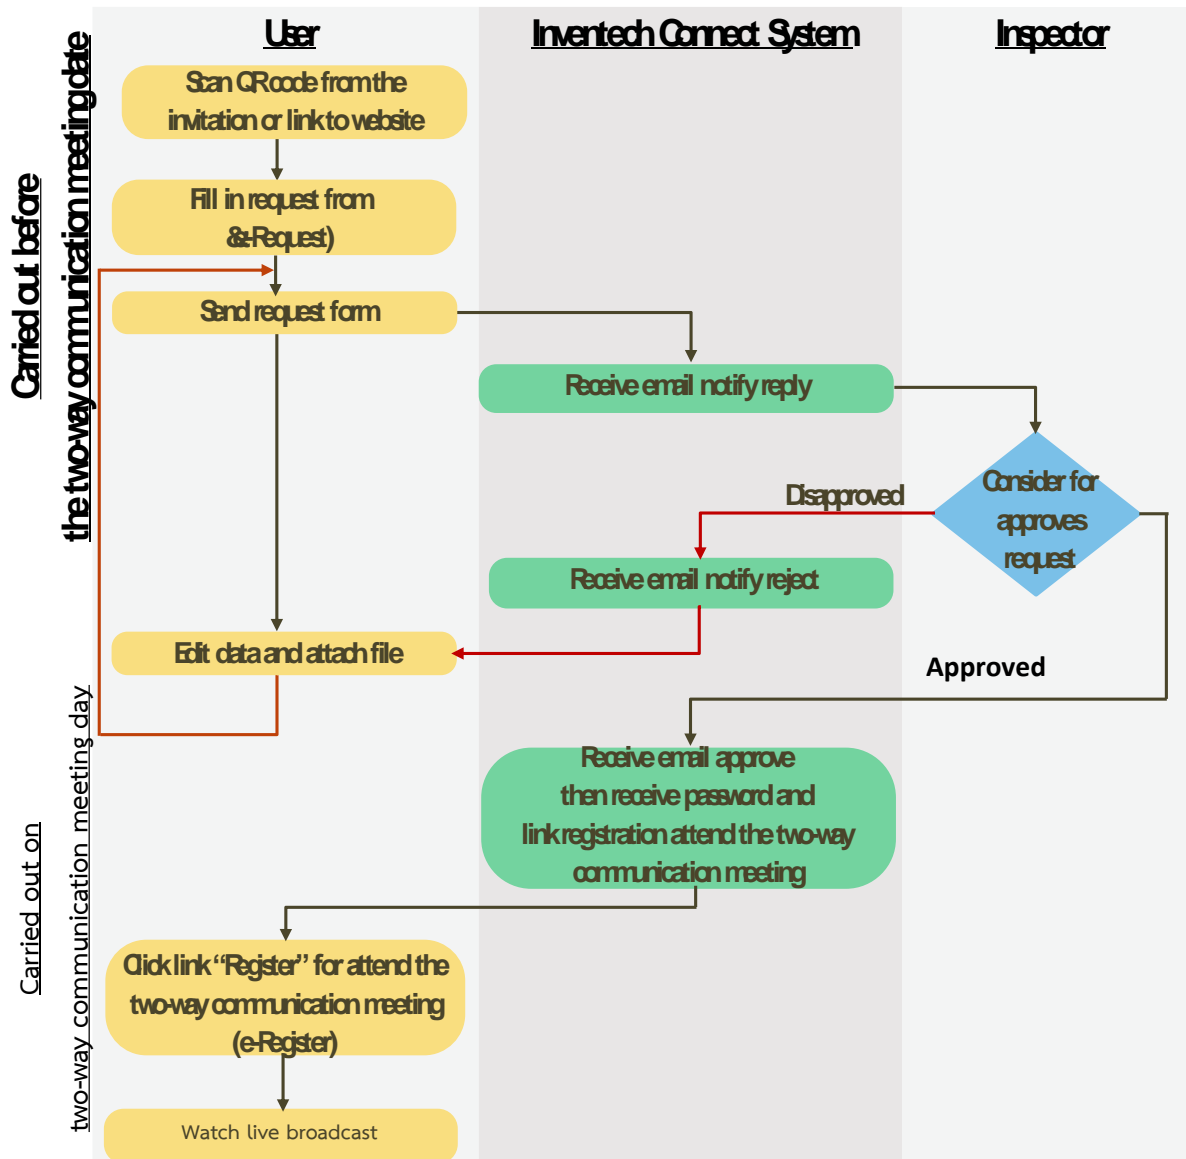 User
Inventech Connect System
Inspector
Carried out before
the two-way communication meeting date
Scan QR code from the
invitation or link to website
Fill in request from
Send request form
Receive email notify reply
Consider for
approves
request
Disapproved
Receive email notify reject
Edit data and attach file
Approved
Carried out on
two-way communication meeting day
Receive email approve
then receive password and
link registration attend the two-way
communication meeting
Click link “Register” for attend the
two-way communication meeting
(e-Register)
Watch live broadcast